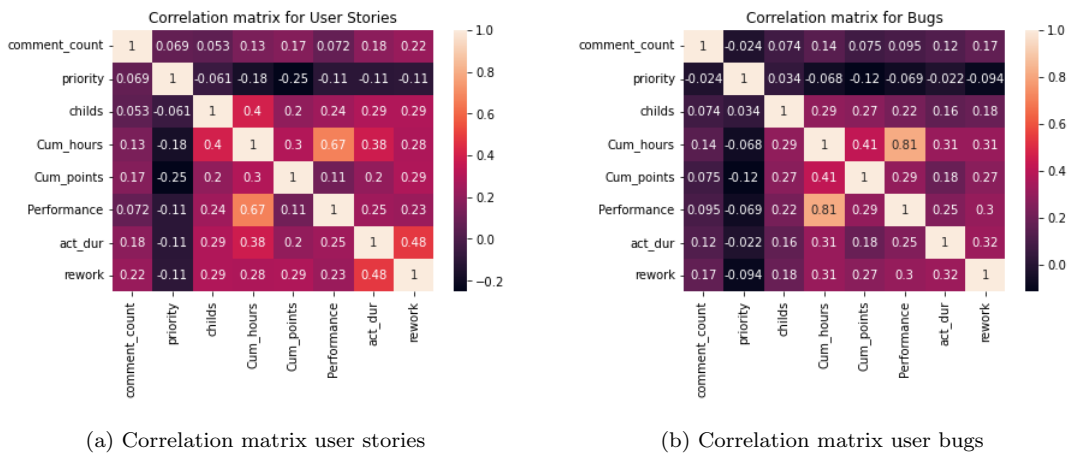 Correlation matrix for User Stories
comment_count 1 0.069 0.053 0.13 0.17 0.072 0.18 0.22
priority 0.069 1 -0.061 -0.18 -0.25 -0.11 -0.11 -0.11
childs 0.053 -0.061 1 0.4 0.2 0.24 0.29 0.29
Cum_hours 0.13 -0.18 0.4 1 0.3 0.67 0.38 0.28
Cum_points 0.17 -0.25 0.2 0.3 1 0.11 0.2 0.29
Performance 0.072 -0.11 0.24 0.67 0.11 1 0.25 0.23
act_dur 0.18 -0.11 0.29 0.38 0.2 0.25 1 0.48
rework 0.22 -0.11 0.29 0.28 0.29 0.23 0.48 1
comment_count priority childs Cum_hours Cum_points Performance act_dur rework
1.0
0.8
0.6
0.4
0.2
0.0
−0.2
(a) Correlation matrix user stories
Correlation matrix for Bugs
comment_count 1 -0.024 0.074 0.14 0.075 0.095 0.12 0.17
priority -0.024 1 0.034 -0.068 -0.12 -0.069 -0.022 -0.094
childs 0.074 0.034 1 0.29 0.27 0.22 0.16 0.18
Cum_hours 0.14 -0.068 0.29 1 0.41 0.81 0.31 0.31
Cum_points 0.075 -0.12 0.27 0.41 1 0.29 0.18 0.27
Performance 0.095 -0.069 0.22 0.81 0.29 1 0.25 0.3
act_dur 0.12 -0.022 0.16 0.31 0.18 0.25 1 0.32
rework 0.17 -0.094 0.18 0.31 0.27 0.3 0.32 1
comment_count priority childs Cum_hours Cum_points Performance act_dur rework
1.0
0.8
0.6
0.4
0.2
0.0
(b) Correlation matrix user bugs